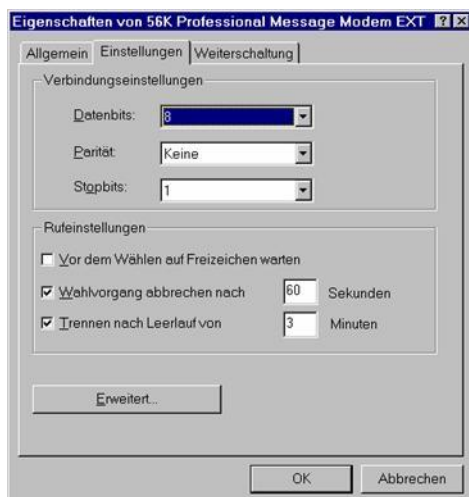 Eigenschaften von 56K Professional Message Modem EXT
Allgemein Einstellungen Weiterschaltung
Verbindungseinstellungen
Datenbits: 8
Parität: Keine
Stopbits: 1
Rufeinstellungen
Vor dem Wählen auf Freizeichen warten
Wahlvorgang abbrechen nach 60 Sekunden
Trennen nach Leerlauf von 3 Minuten
Erweitert...
OK Abbrechen